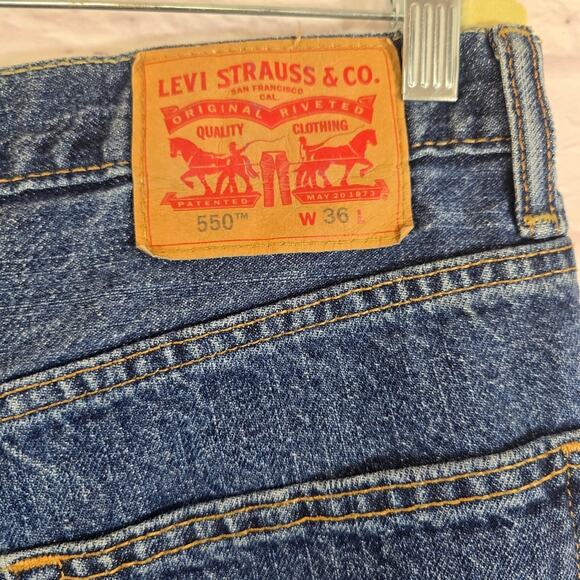 LEVI STRAUSS & CO.
SAN FRANCISCO
CAL.
ORIGINAL RIVETED
QUALITY CLOTHING
PATENTED MAY 20 1873
550™ W 36 L